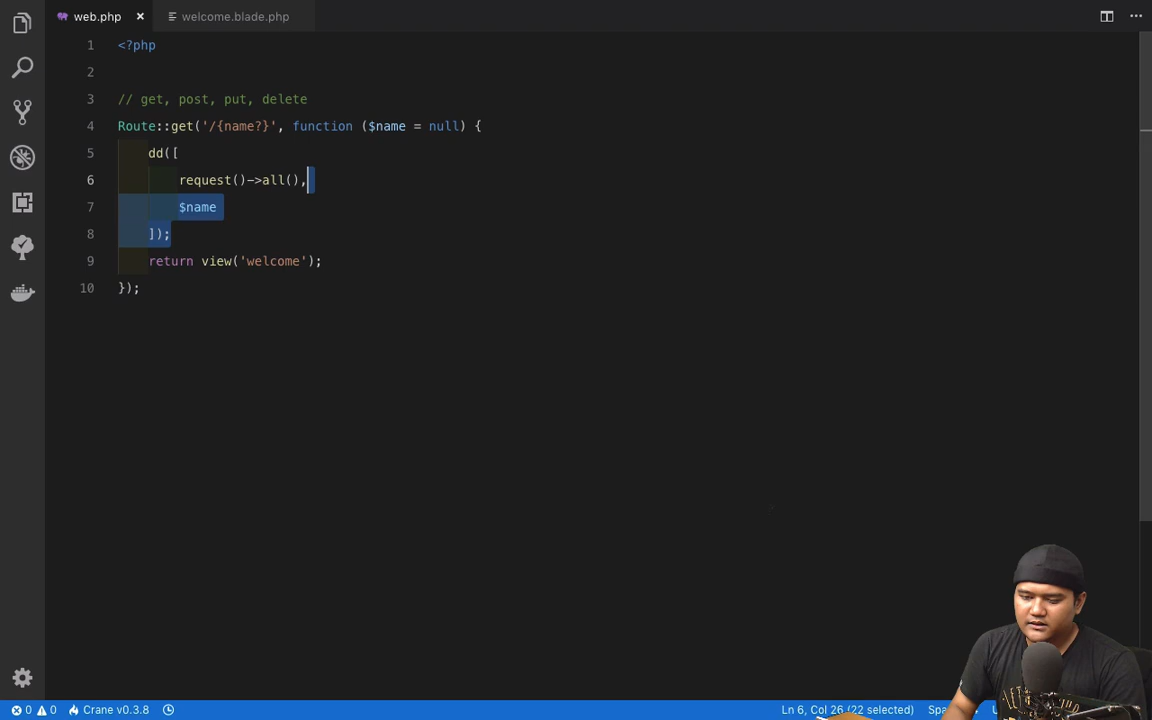 web.php
welcome.blade.php
1 <?php
2
3 // get, post, put, delete
4 Route::get('/{name?}', function ($name = null) {
5 dd([
6 request()->all(),
7 $name
8 ]);
9 return view('welcome');
10 });
0 0 Crane v0.3.8 Ln 6, Col 26 (22 selected) Spa